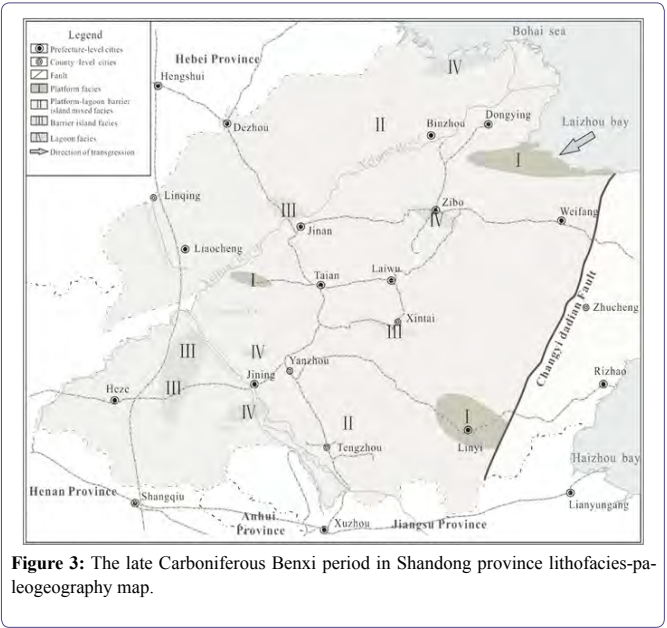 Legend
Prefecture-level cities
County-level cities
Fault
Platform facies
Platform-lagoon barrier
island mixed facies
Barrier island facies
Lagoon facies
Direction of transgression
Bohai sea
Hebei Province
IV
Hengshui
Laizhou bay
Dezhou
II
Binzhou
Dongying
I
Linqing
III
Zibo
IV
Weifang
Jinan
Liaocheng
I
Taian
Laiwu
Zhucheng
Xintai
III
Changyi dadian Fault
III
IV
Yanzhou
Jining
Rizhao
Heze
III
IV
II
I
Linyi
Tengzhou
Haizhou bay
Henan Province
Shangqiu
Anhui
Province
Xuzhou
Jiangsu Province
Lianyungang
Figure 3: The late Carboniferous Benxi period in Shandong province lithofacies-pa-
leogeography map.